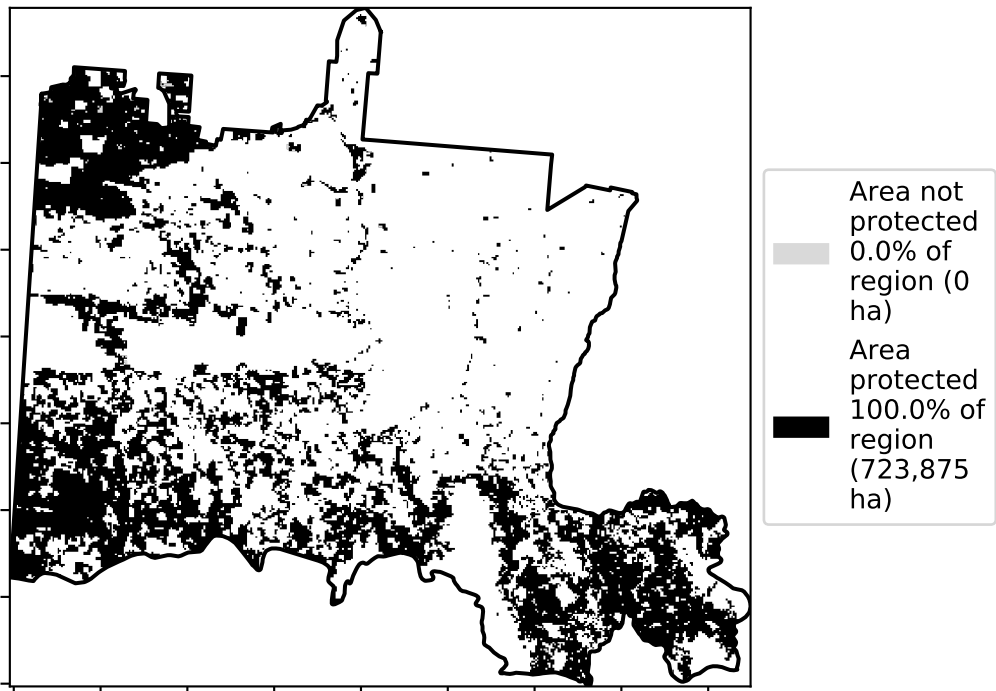 Area not
protected
0.0% of
region (0
ha)
Area
protected
100.0% of
region
(723,875
ha)